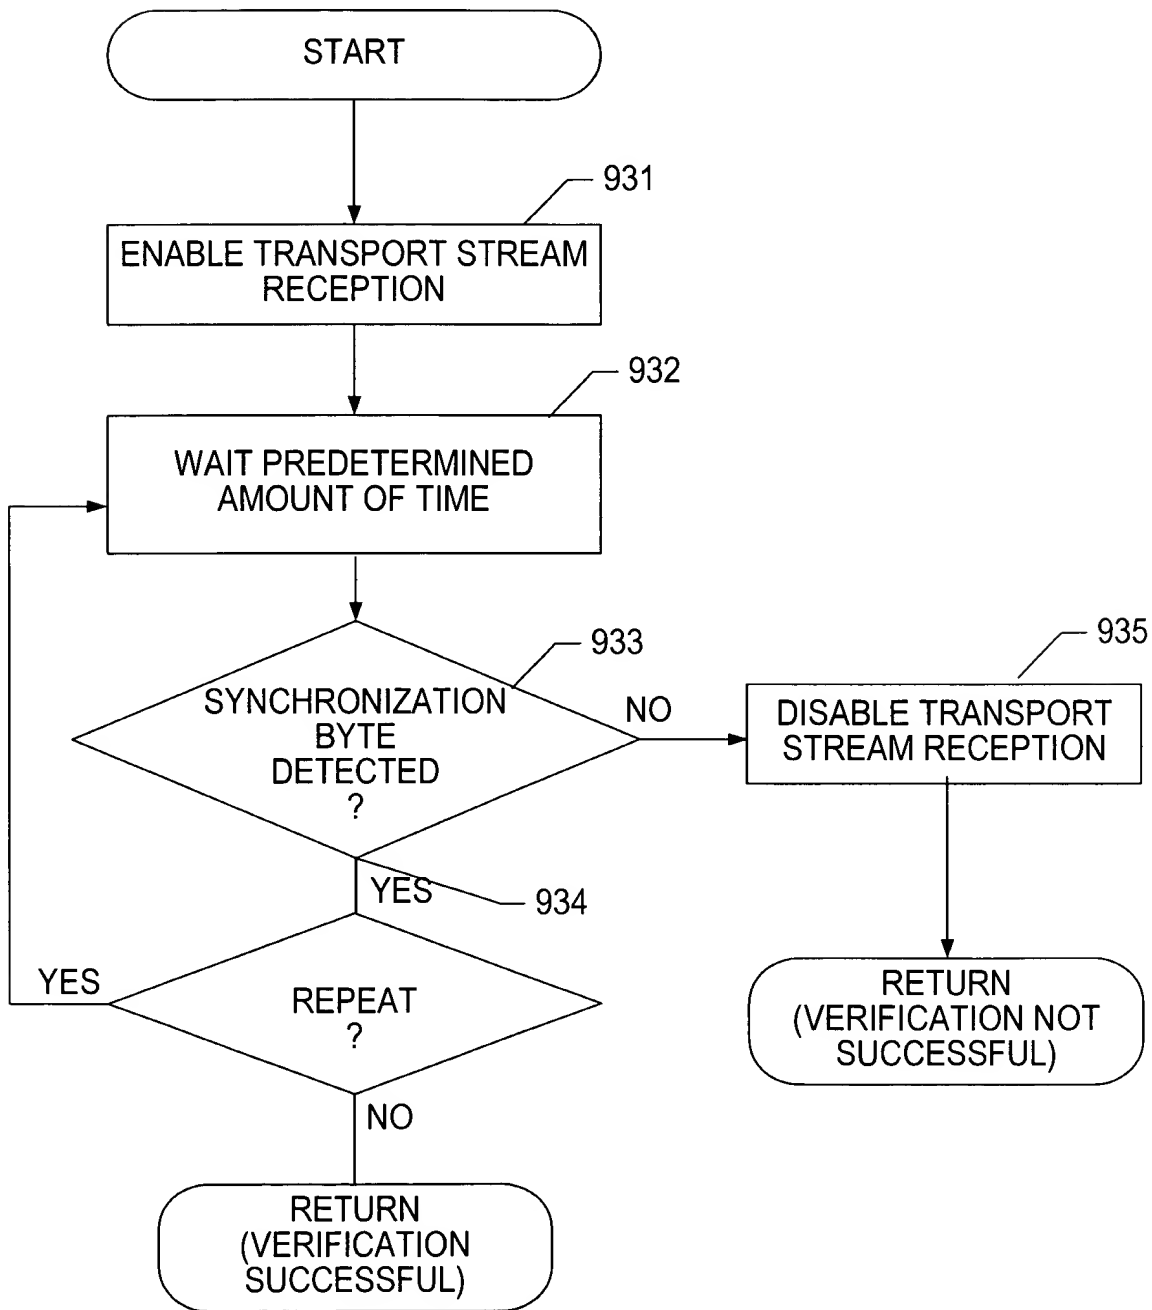 START
931
ENABLE TRANSPORT STREAM
RECEPTION
932
WAIT PREDETERMINED
AMOUNT OF TIME
933
SYNCHRONIZATION
BYTE
DETECTED
?
NO
935
DISABLE TRANSPORT
STREAM RECEPTION
YES
934
YES
REPEAT
?
RETURN
(VERIFICATION NOT
SUCCESSFUL)
NO
RETURN
(VERIFICATION
SUCCESSFUL)